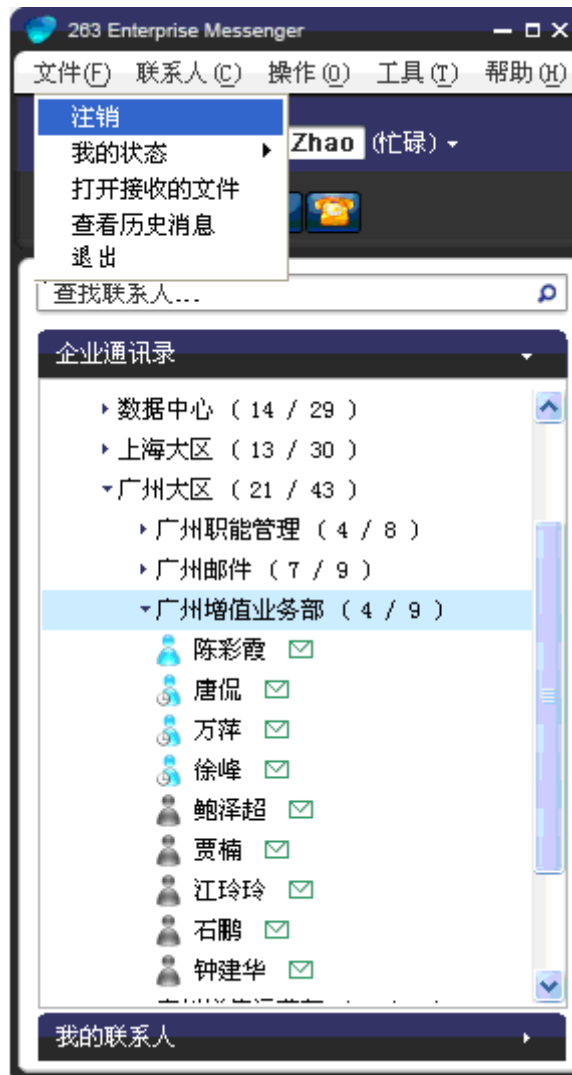 263 Enterprise Messenger
文件(F) 联系人(C) 操作(O) 工具(T) 帮助(H)
注销
我的状态
Zhao (忙碌)
打开接收的文件
查看历史消息
退出
查找联系人...
企业通讯录
数据中心 ( 14 / 29 )
上海大区 ( 13 / 30 )
广州大区 ( 21 / 43 )
广州职能管理 ( 4 / 8 )
广州邮件 ( 7 / 9 )
广州增值业务部 ( 4 / 9 )
陈彩霞
唐侃
万萍
徐峰
鲍泽超
贾楠
江玲玲
石鹏
钟建华
我的联系人